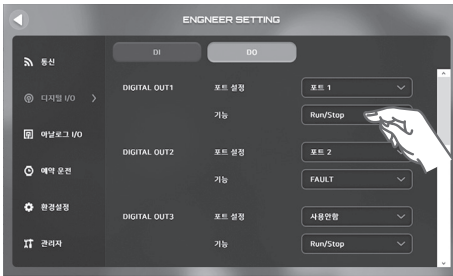 ENGNEER SETTING
통신
디지털 I/O
아날로그 I/O
예약 운전
환경설정
관리자
DI
DO
DIGITAL OUT1
포트 설정
포트 1
기능
Run/Stop
DIGITAL OUT2
포트 설정
포트 2
기능
FAULT
DIGITAL OUT3
포트 설정
사용안함
기능
Run/Stop